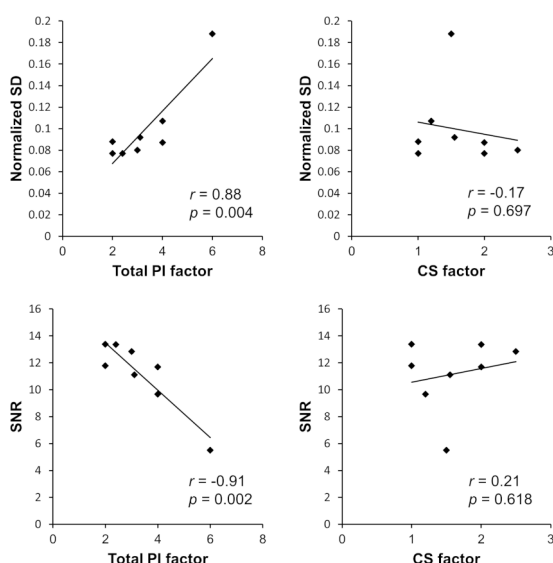 0.2
0.18
0.16
0.14
0.12
0.1
0.08
0.06
0.04
0.02
0
Normalized SD
r = 0.88
p = 0.004
0 2 4 6 8
Total PI factor
0.2
0.18
0.16
0.14
0.12
0.1
0.08
0.06
0.04
0.02
0
Normalized SD
r = -0.17
p = 0.697
0 1 2 3
CS factor
16
14
12
10
8
6
4
2
0
SNR
r = -0.91
p = 0.002
0 2 4 6 8
Total PI factor
16
14
12
10
8
6
4
2
0
SNR
r = 0.21
p = 0.618
0 1 2 3
CS factor